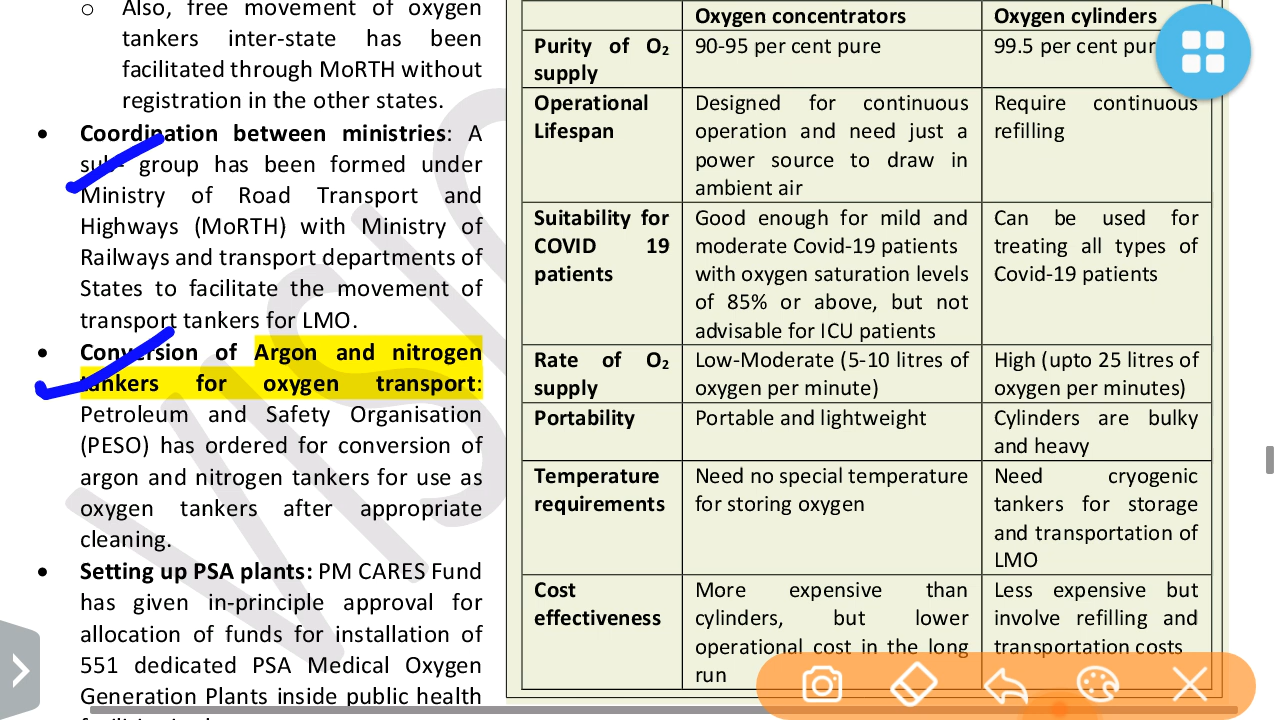 o Also, free movement of oxygen
tankers inter-state has been
facilitated through MoRTH without
registration in the other states.
• Coordination between ministries: A
sub- group has been formed under
Ministry of Road Transport and
Highways (MoRTH) with Ministry of
Railways and transport departments of
States to facilitate the movement of
transport tankers for LMO.
• Conversion of Argon and nitrogen
tankers for oxygen transport:
Petroleum and Safety Organisation
(PESO) has ordered for conversion of
argon and nitrogen tankers for use as
oxygen tankers after appropriate
cleaning.
• Setting up PSA plants: PM CARES Fund
has given in-principle approval for
allocation of funds for installation of
551 dedicated PSA Medical Oxygen
Generation Plants inside public health
Oxygen concentrators Oxygen cylinders
Purity of O₂ 90-95 per cent pure 99.5 per cent pur
supply
Operational Designed for continuous Require continuous
Lifespan operation and need just a refilling
power source to draw in
ambient air
Suitability for Good enough for mild and Can be used for
COVID 19 moderate Covid-19 patients treating all types of
patients with oxygen saturation levels Covid-19 patients
of 85% or above, but not
advisable for ICU patients
Rate of O₂ Low-Moderate (5-10 litres of High (upto 25 litres of
supply oxygen per minute) oxygen per minutes)
Portability Portable and lightweight Cylinders are bulky
and heavy
Temperature Need no special temperature Need cryogenic
requirements for storing oxygen tankers for storage
and transportation of
LMO
Cost More expensive than Less expensive but
effectiveness cylinders, but lower involve refilling and
operational cost in the long transportation costs
run